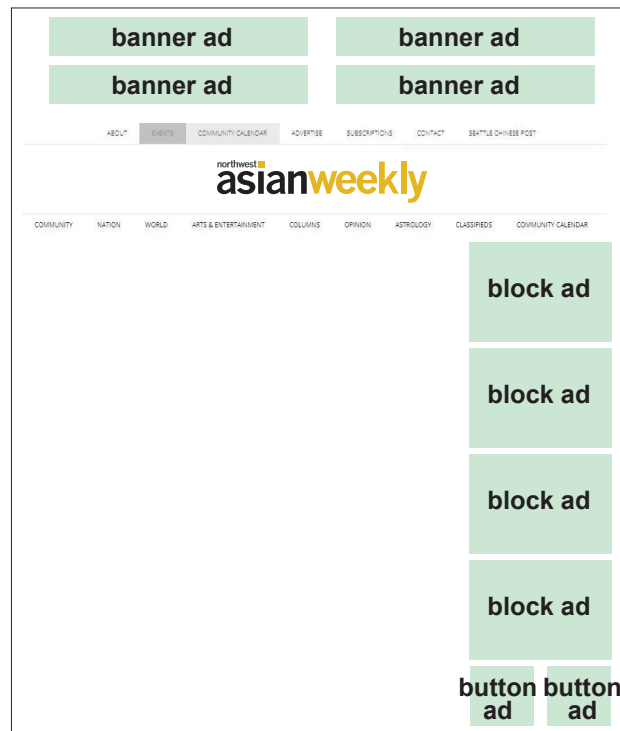 banner ad banner ad
banner ad banner ad
ABOUT EVENTS COMMUNITY CALENDAR ADVERTISE SUBSCRIPTIONS CONTACT SEATTLE CHINESE POST
northwest
asianweekly
COMMUNITY NATION WORLD ARTS & ENTERTAINMENT COLUMNS OPINION ASTROLOGY CLASSIFIEDS COMMUNITY CALENDAR
block ad
block ad
block ad
block ad
button button
ad ad